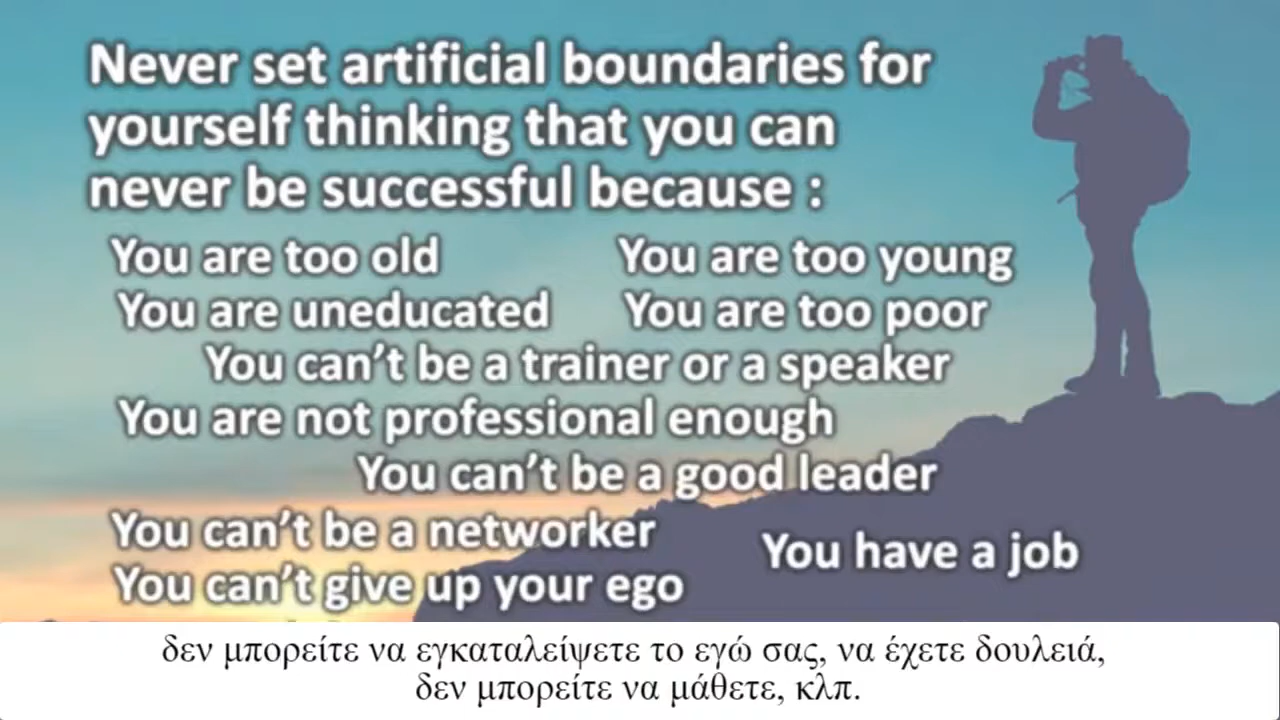 Never set artificial boundaries for
yourself thinking that you can
never be successful because :
You are too old
You are too young
You are uneducated
You are too poor
You can't be a trainer or a speaker
You are not professional enough
You can't be a good leader
You can't be a networker
You have a job
You can't give up your ego
δεν μπορείτε να εγκαταλείψετε το εγώ σας, να έχετε δουλειά,
δεν μπορείτε να μάθετε, κλπ.